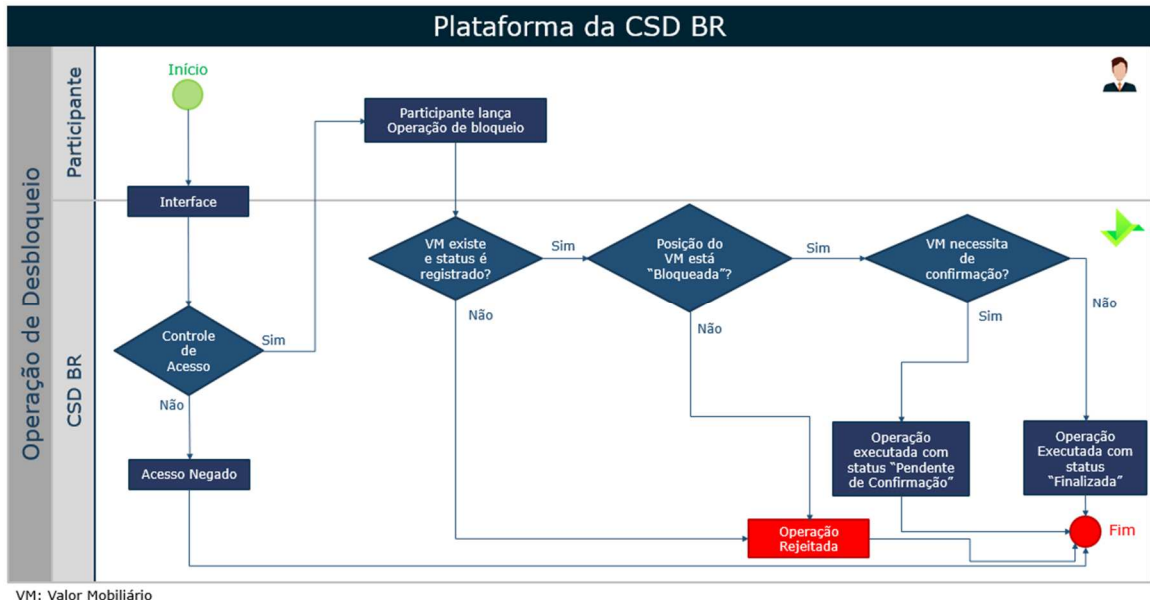 Plataforma da CSD BR
Operação de Desbloqueio
Participante
CSD BR
Início
Interface
Participante lança
Operação de bloqueio
Controle
de
Acesso
Sim
Não
Acesso Negado
VM existe
e status é
registrado?
Sim
Não
Posição do
VM está
“Bloqueada”?
Sim
Não
VM necessita
de
confirmação?
Sim
Não
Operação
executada com
status “Pendente
de Confirmação”
Operação
Executada com
status
“Finalizada”
Operação
Rejeitada
Fim
VM: Valor Mobiliário